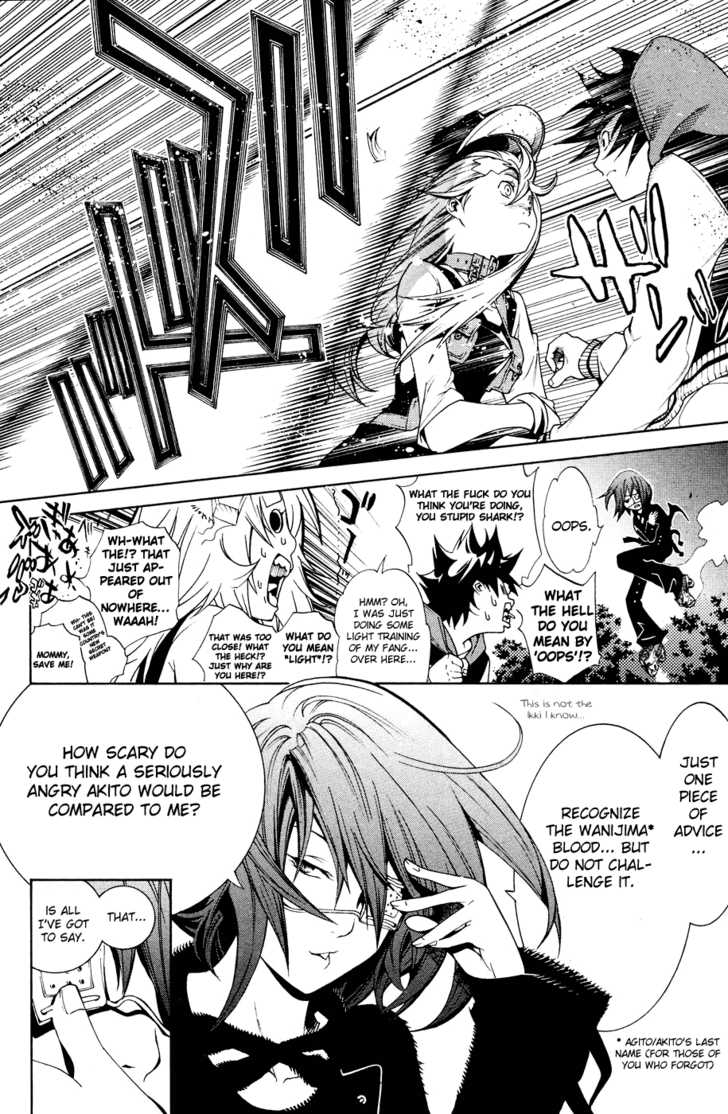 OOPS.
WHAT
THE HELL
DO YOU
MEAN BY
'OOPS'!?
WHAT THE FUCK DO YOU
THINK YOU'RE DOING,
YOU STUPID SHARK!?
HMM? OH,
I WAS JUST
DOING SOME
LIGHT TRAINING
OF MY FANG...
OVER HERE...
WHAT DO
YOU MEAN
"LIGHT"!?
THAT WAS TOO
CLOSE! WHAT
THE HECK!?
JUST WHY ARE
YOU HERE!?
WH-WHAT
THE!? THAT
JUST AP-
PEARED OUT
OF
NOWHERE...
WAAAH!
MOMMY,
SAVE ME!
JUST
ONE
PIECE
OF
ADVICE
...
This is not the
Ikki I know...
RECOGNIZE
THE WANIJIMA*
BLOOD... BUT
DO NOT CHAL-
LENGE IT.
HOW SCARY DO
YOU THINK A SERIOUSLY
ANGRY AKITO WOULD BE
COMPARED TO ME?
THAT...
IS ALL
I'VE GOT
TO SAY.
* AGITO/AKITO'S LAST
NAME (FOR THOSE OF
YOU WHO FORGOT)